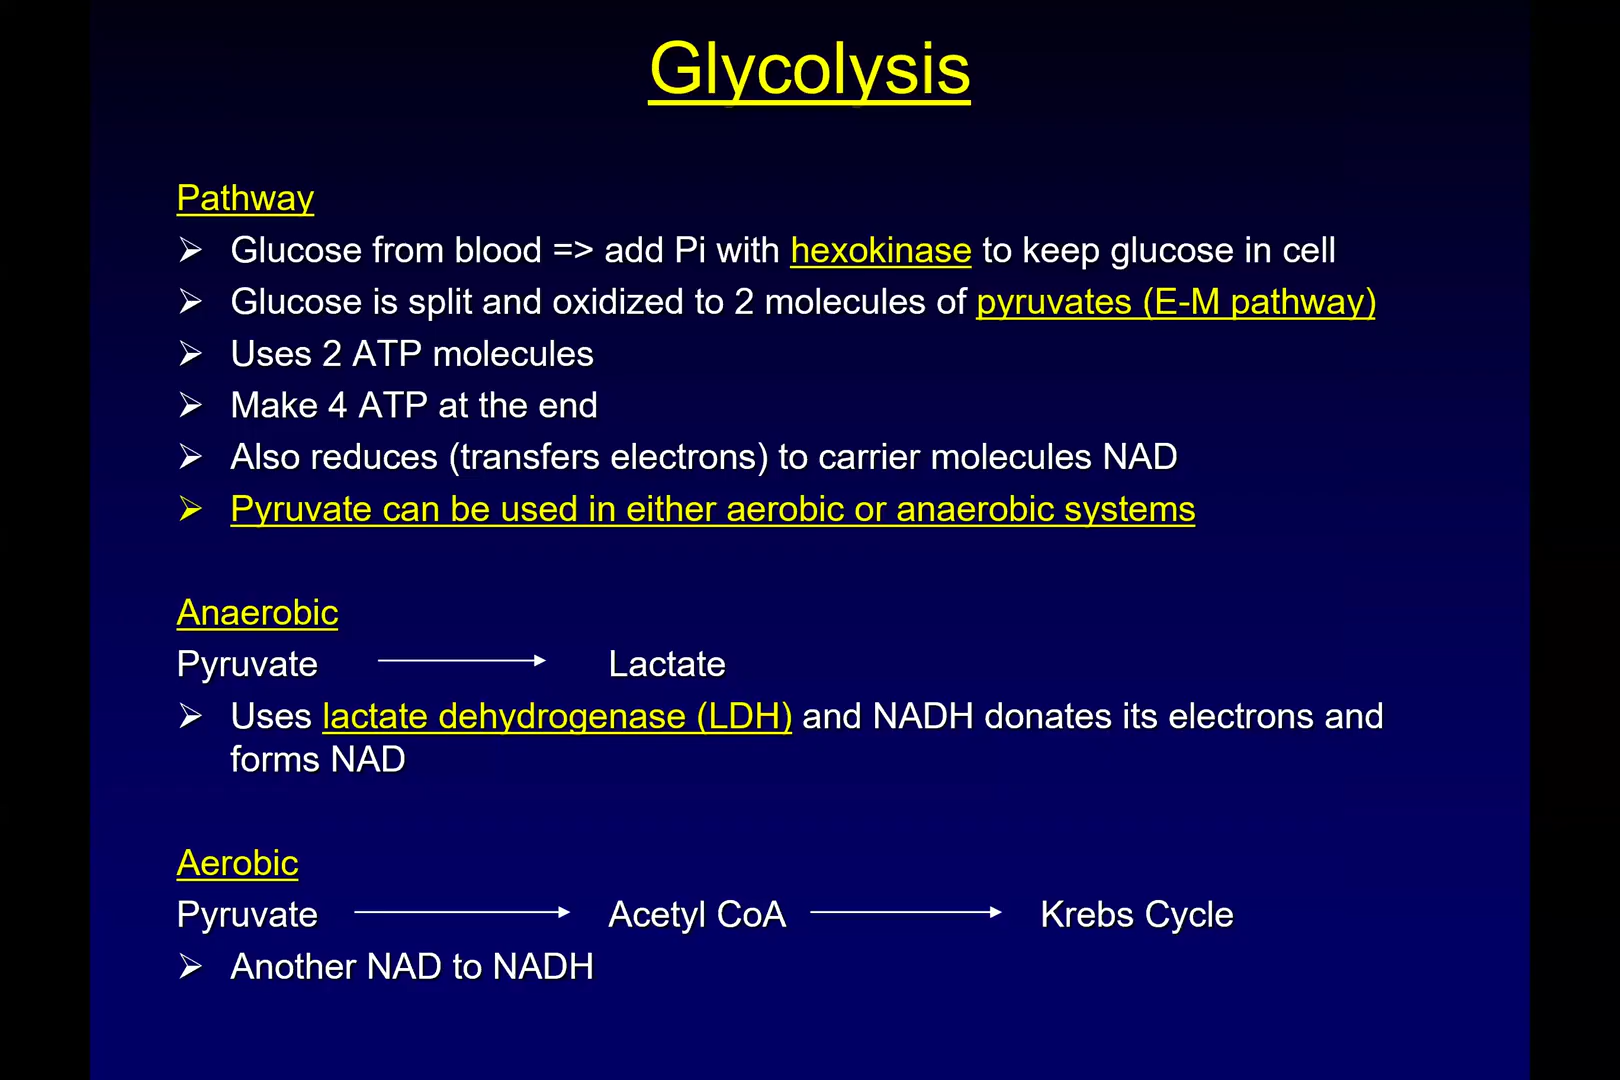 Glycolysis
Pathway
➢ Glucose from blood => add Pi with hexokinase to keep glucose in cell
➢ Glucose is split and oxidized to 2 molecules of pyruvates (E-M pathway)
➢ Uses 2 ATP molecules
➢ Make 4 ATP at the end
➢ Also reduces (transfers electrons) to carrier molecules NAD
➢ Pyruvate can be used in either aerobic or anaerobic systems
Anaerobic
Pyruvate Lactate
➢ Uses lactate dehydrogenase (LDH) and NADH donates its electrons and
forms NAD
Aerobic
Pyruvate Acetyl CoA Krebs Cycle
➢ Another NAD to NADH